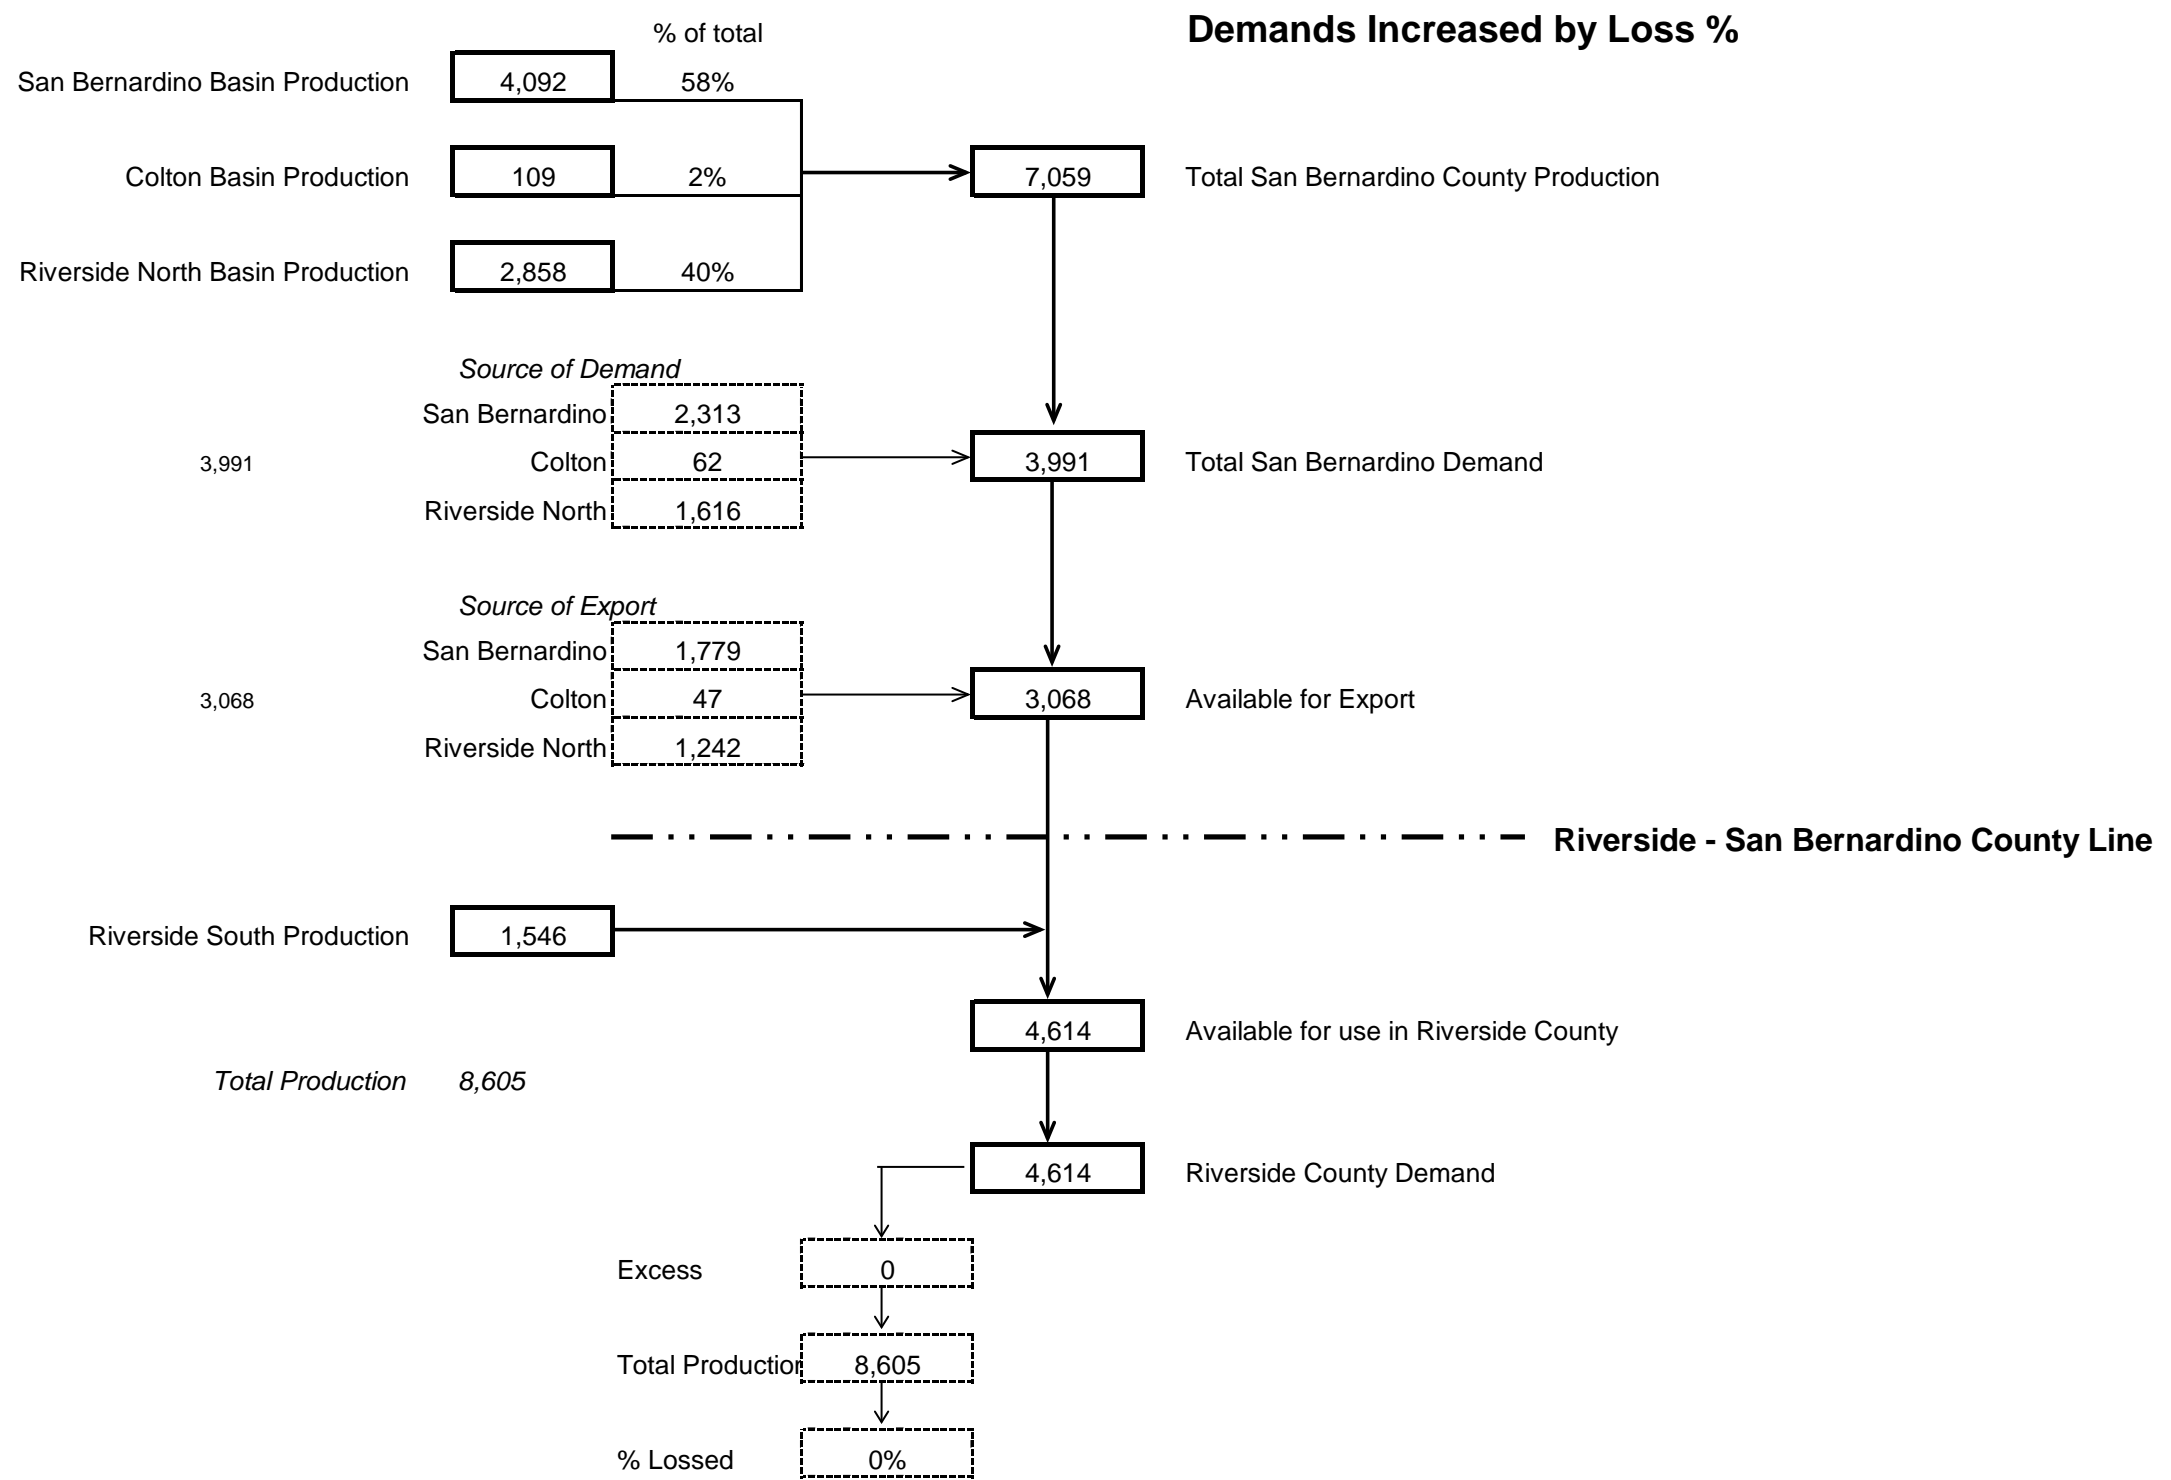 Demands Increased by Loss %
% of total
San Bernardino Basin Production 4,092 58%
Colton Basin Production 109 2% 7,059 Total San Bernardino County Production
Riverside North Basin Production 2,858 40%
Source of Demand
San Bernardino 2,313
3,991 Colton 62 3,991 Total San Bernardino Demand
Riverside North 1,616
Source of Export
San Bernardino 1,779
3,068 Colton 47 3,068 Available for Export
Riverside North 1,242
Riverside - San Bernardino County Line
Riverside South Production 1,546
4,614 Available for use in Riverside County
Total Production 8,605
4,614 Riverside County Demand
Excess 0
Total Production 8,605
% Lossed 0%